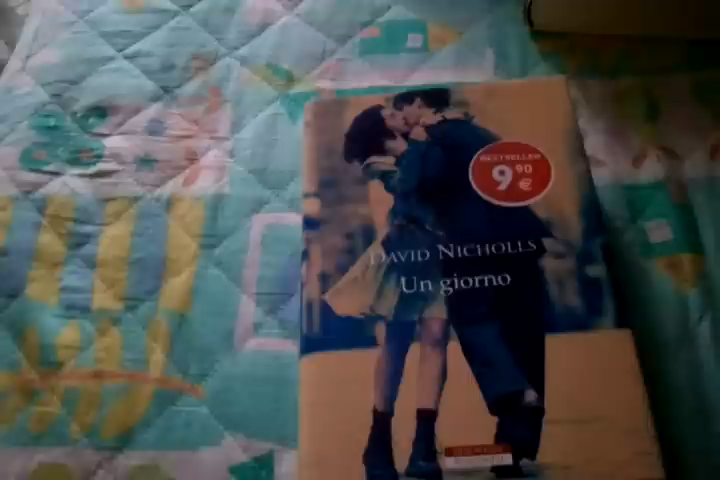 BESTSELLER
9,90
€
DAVID NICHOLLS
Un giorno